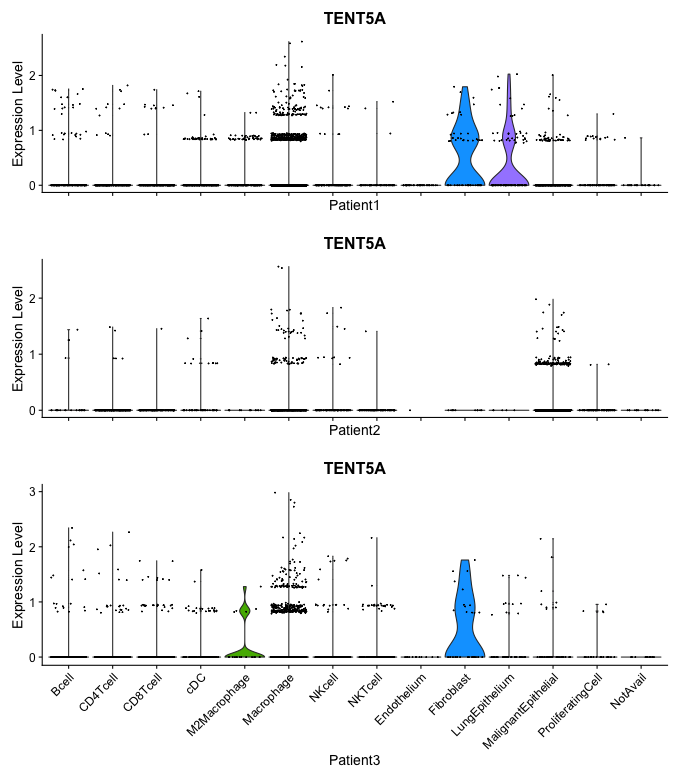 TENT5A
Expression Level
2
1
0
Patient1
TENT5A
Expression Level
2
1
0
Patient2
TENT5A
Expression Level
3
2
1
0
Bcell
CD4Tcell
CD8Tcell
cDC
M2Macrophage
Macrophage
NKcell
NKTcell
Endothelium
Fibroblast
LungEpithelium
MalignantEpithelial
ProliferatingCell
NotAvail
Patient3